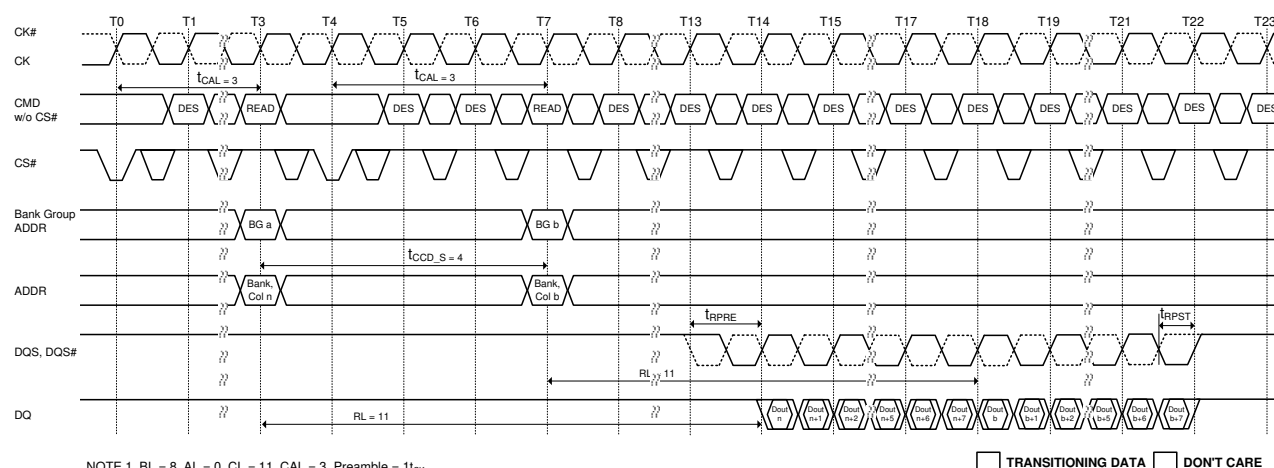 T0 T1 T3 T4 T5 T6 T7 T8 T13 T14 T15 T17 T18 T19 T21 T22 T23
CK#
CK
tCAL = 3 tCAL = 3
CMD
w/o CS#
DES READ DES DES READ DES DES DES DES DES DES DES DES DES DES DES
CS#
Bank Group
ADDR
BG a BG b
tCCD_S = 4
ADDR
Bank, Col n
Bank, Col b
tRPRE tRPST
DQS, DQS#
RL = 11
DQ
RL = 11
Dout n Dout n+1 Dout n+2 Dout n+5 Dout n+6 Dout n+7 Dout b Dout b+1 Dout b+2 Dout b+5 Dout b+6 Dout b+7
NOTE 1 BL = 8, AL = 0, CL = 11, CAL = 3, Preamble = 1tCK
TRANSITIONING DATA DON'T CARE